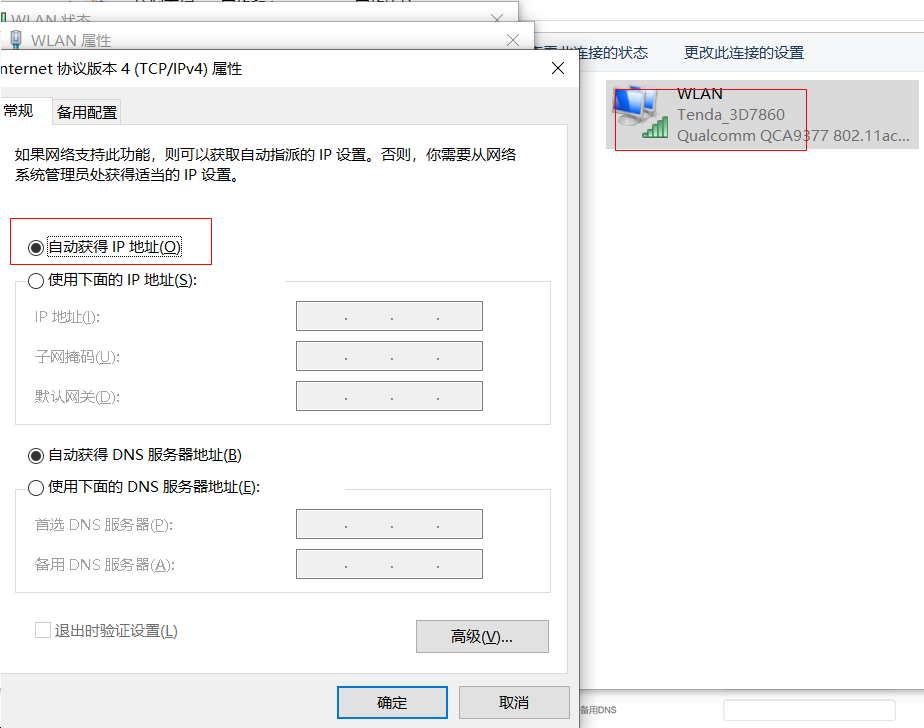 WLAN 状态
WLAN 属性
查看此连接的状态
更改此连接的设置
nternet 协议版本 4 (TCP/IPv4) 属性
常规
备用配置
WLAN
Tenda_3D7860
Qualcomm QCA9377 802.11ac...
如果网络支持此功能，则可以获取自动指派的 IP 设置。否则，你需要从网络
系统管理员处获得适当的 IP 设置。
自动获得 IP 地址(O)
使用下面的 IP 地址(S):
IP 地址(I):
子网掩码(U):
默认网关(D):
自动获得 DNS 服务器地址(B)
使用下面的 DNS 服务器地址(E):
首选 DNS 服务器(P):
备用 DNS 服务器(A):
退出时验证设置(L)
高级(V)...
确定
取消
备用DNS